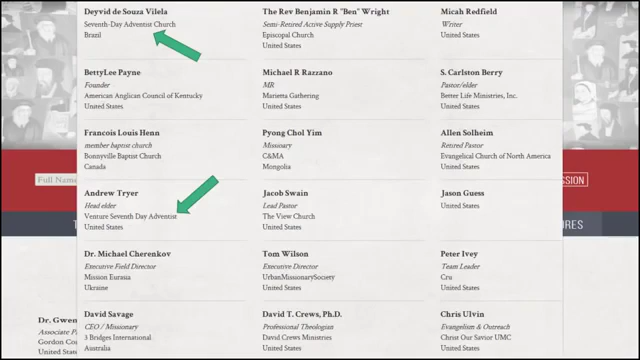 Deyvid de Souza Vilela
Seventh-Day Adventist Church
Brazil
The Rev Benjamin R "Ben" Wright
Semi-Retired Active Supply Priest
Episcopal Church
United States
Micah Redfield
Writer
United States
BettyLee Payne
Founder
American Anglican Council of Kentucky
United States
Michael R Razzano
MR
Marietta Gathering
United States
S. Carlston Berry
Pastor/elder
Better Life Ministries, Inc.
United States
Francois Louis Henn
member baptist church
Bonnyville Baptist Church
Canada
Pyong Chol Yim
Missionary
C&MA
Mongolia
Allen Solheim
Retired Pastor
Evangelical Church of North America
United States
Full Name
SSION
Andrew Tryer
Head elder
Venture Seventh Day Adventist
United States
Jacob Swain
Lead Pastor
The View Church
United States
Jason Guess
United States
T
URES
Dr. Michael Cherenkov
Executive Field Director
Mission Eurasia
Ukraine
Tom Wilson
Executive Director
UrbanMissionarySociety
United States
Peter Ivey
Team Leader
Cru
United States
Dr. Gwen
Associate P
Gordon Con
United State
David Savage
CEO / Missionary
3 Bridges International
Australia
David T. Crews, Ph.D.
Professional Theologian
David Crews Ministries
United States
Chris Ulvin
Evangelism & Outreach
Christ Our Savior UMC
United States